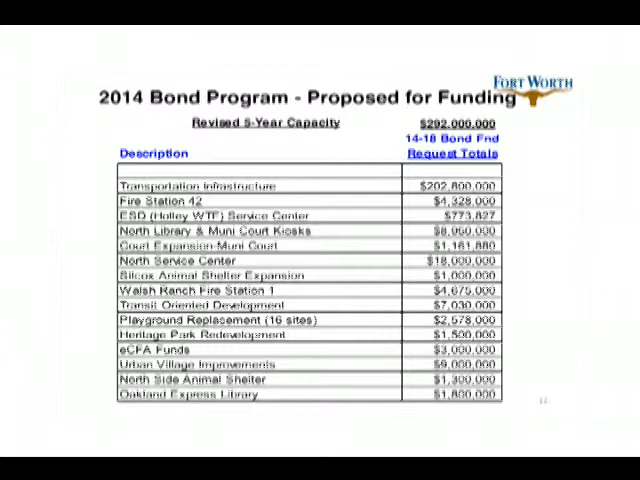 FORT WORTH
2014 Bond Program - Proposed for Funding
Revised 5-Year Capacity $292,000,000
14-18 Bond Fnd
Description Request Totals
Transportation Infrastructure $202,800,000
Fire Station 42 $4,328,000
ESD (Holley WTF) Service Center $773,827
North Library & Muni Court Kiosks $8,060,000
Court Expansion-Muni Court $1,161,880
North Service Center $18,000,000
Silcox Animal Shelter Expansion $1,000,000
Walsh Ranch Fire Station 1 $4,675,000
Transit Oriented Development $7,030,000
Playground Replacement (16 sites) $2,578,000
Heritage Park Redevelopment $1,500,000
eCFA Funds $3,000,000
Urban Village Improvements $9,000,000
North Side Animal Shelter $1,300,000
Oakland Express Library $1,800,000